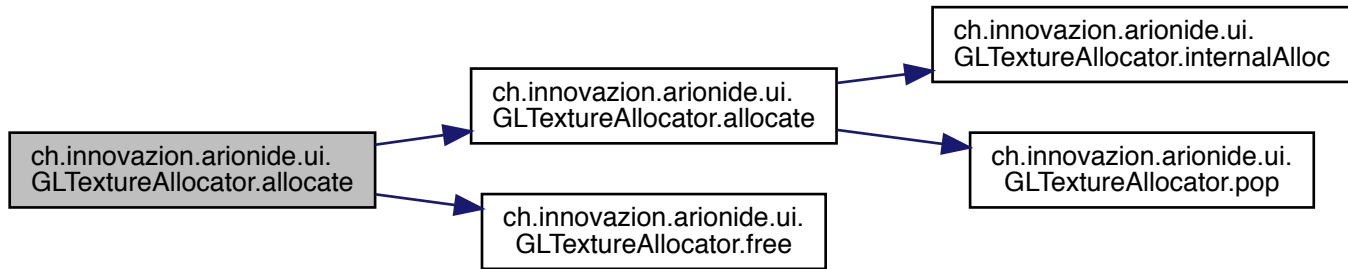 ch.innovazion.arionide.ui.
GLTextureAllocator.allocate
ch.innovazion.arionide.ui.
GLTextureAllocator.allocate
ch.innovazion.arionide.ui.
GLTextureAllocator.free
ch.innovazion.arionide.ui.
GLTextureAllocator.internalAlloc
ch.innovazion.arionide.ui.
GLTextureAllocator.pop